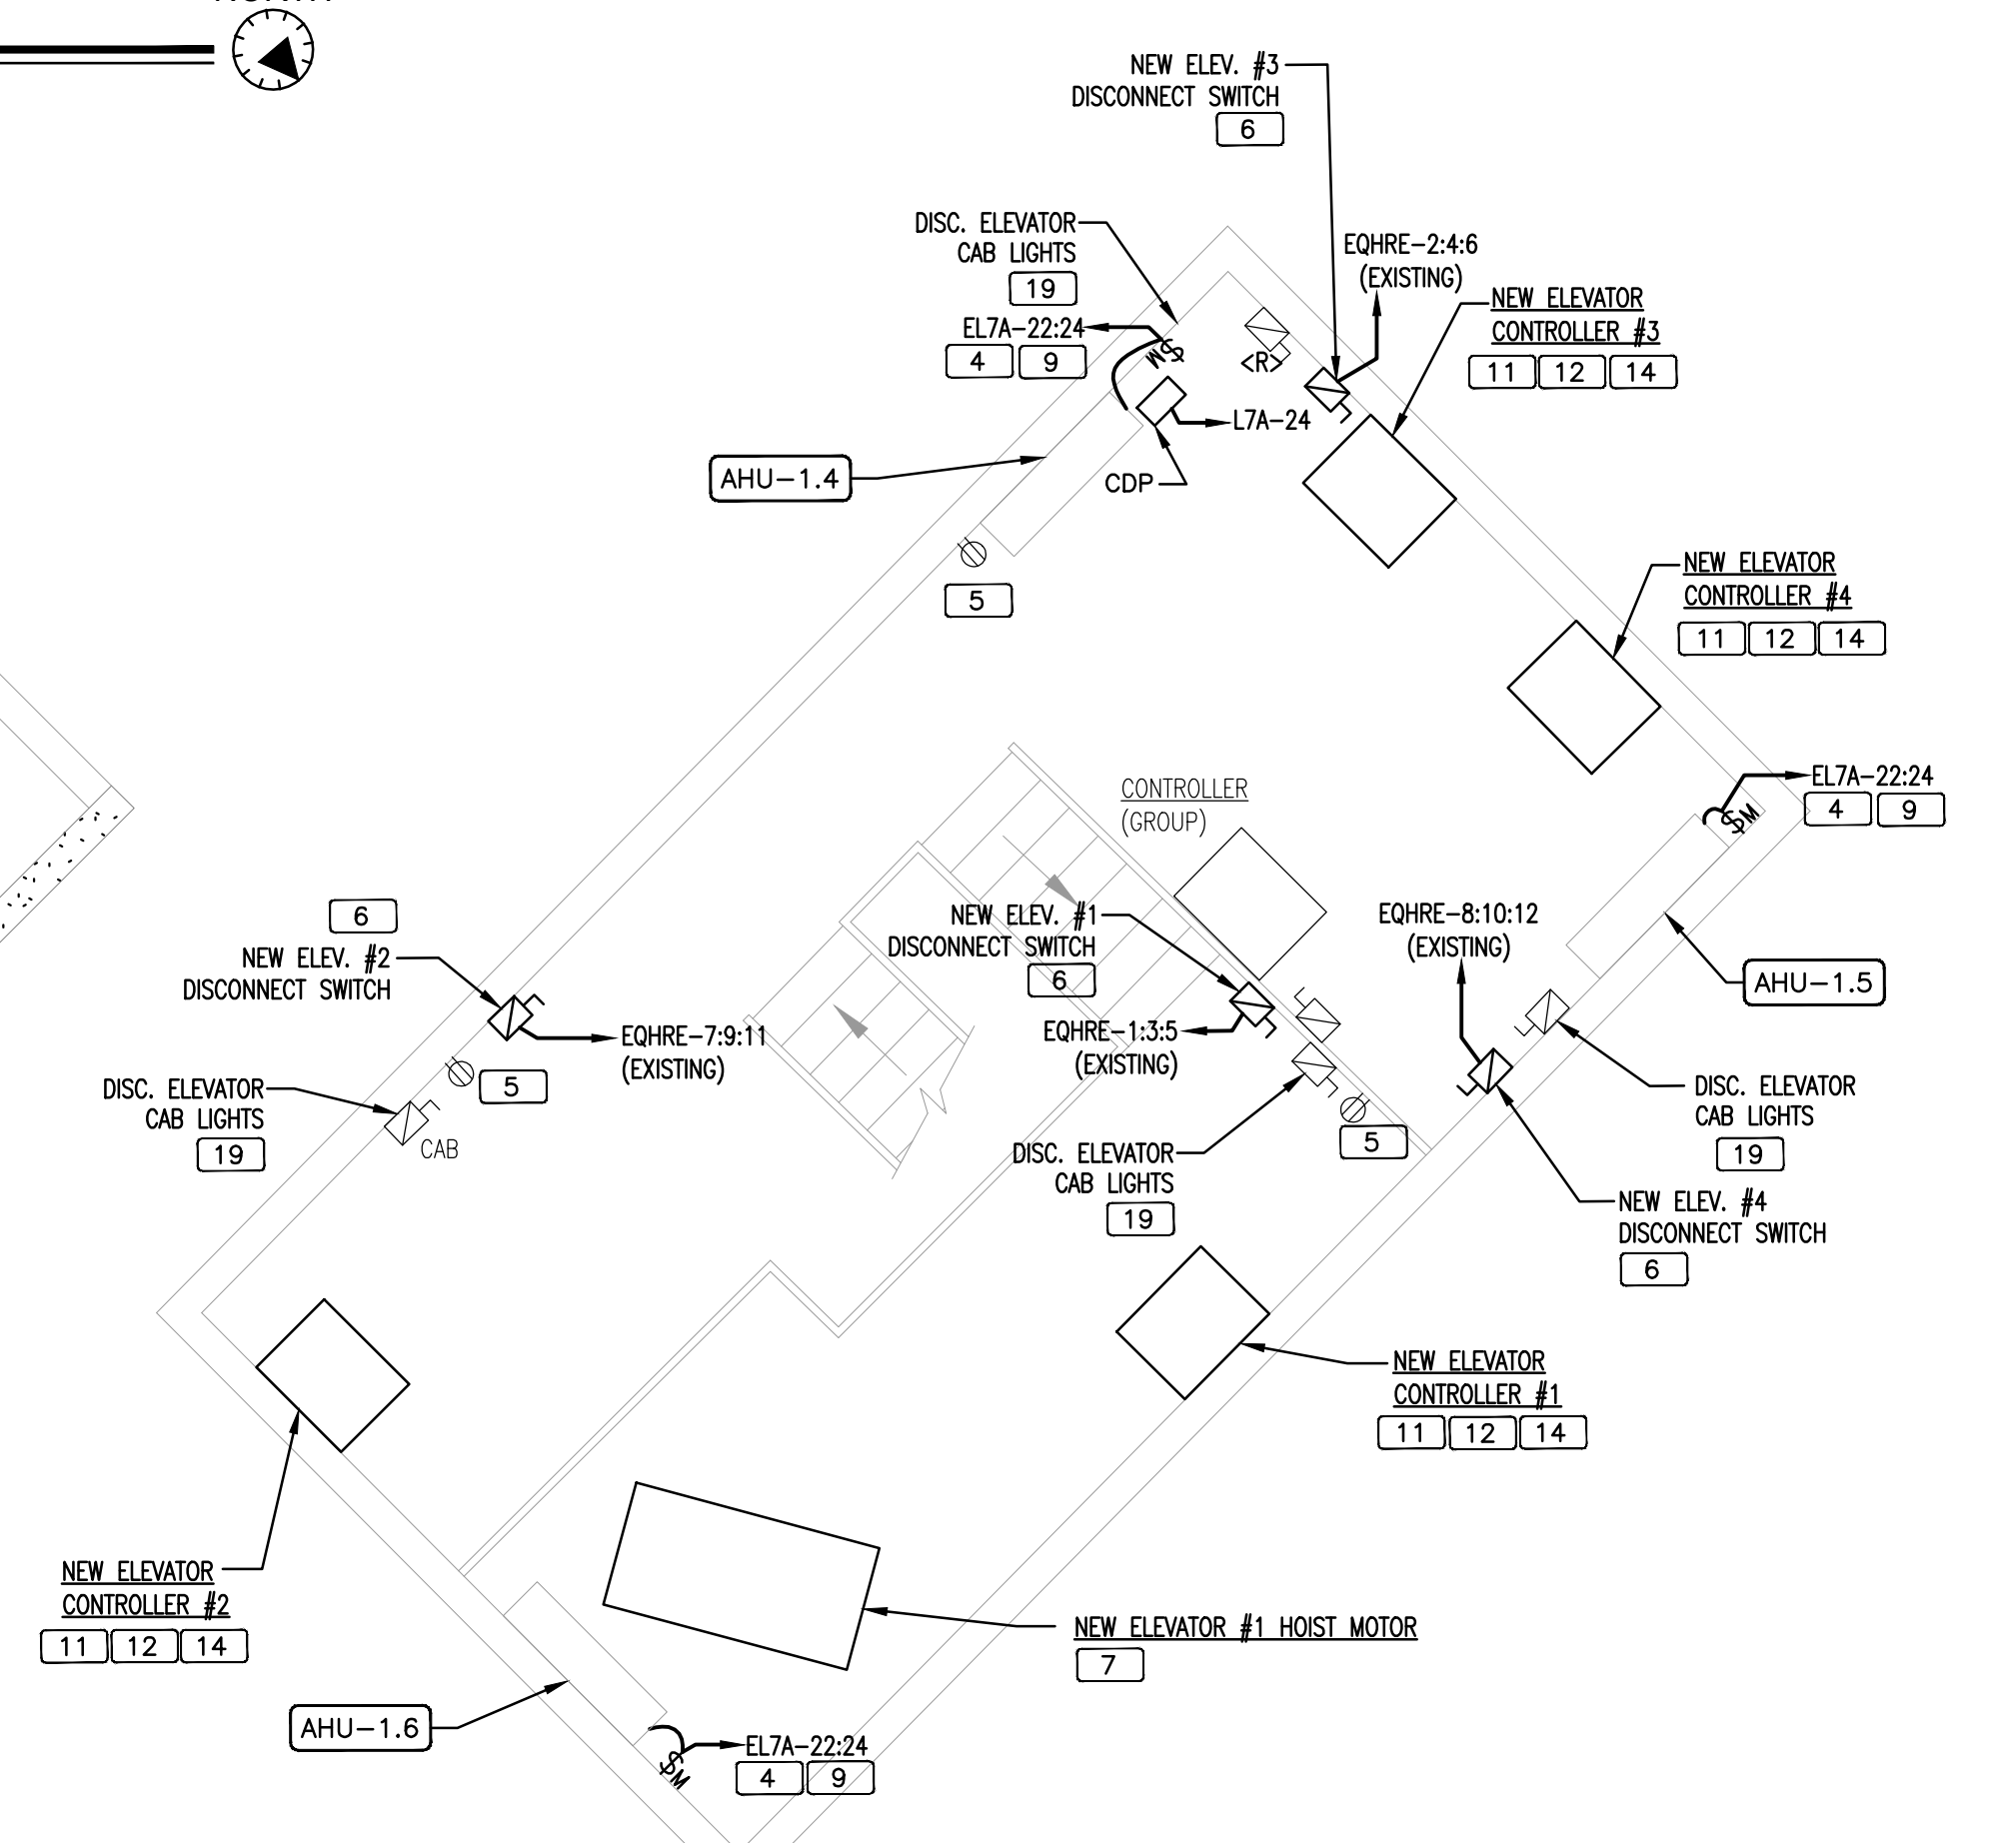 NEW ELEV. #3
DISCONNECT SWITCH
6
DISC. ELEVATOR
CAB LIGHTS
19
EL7A-22:24
4 9
EQHRE-2:4:6
(EXISTING)
NEW ELEVATOR
CONTROLLER #3
11 12 14
<R>
$M
L7A-24
CDP
AHU-1.4
5
NEW ELEVATOR
CONTROLLER #4
11 12 14
EL7A-22:24
4 9
$M
CONTROLLER
(GROUP)
6
NEW ELEV. #2
DISCONNECT SWITCH
NEW ELEV. #1
DISCONNECT SWITCH
6
EQHRE-8:10:12
(EXISTING)
AHU-1.5
EQHRE-7:9:11
(EXISTING)
EQHRE-1:3:5
(EXISTING)
DISC. ELEVATOR
CAB LIGHTS
19
5
CAB
DISC. ELEVATOR
CAB LIGHTS
19
5
DISC. ELEVATOR
CAB LIGHTS
19
NEW ELEV. #4
DISCONNECT SWITCH
6
NEW ELEVATOR
CONTROLLER #1
11 12 14
NEW ELEVATOR
CONTROLLER #2
11 12 14
NEW ELEVATOR #1 HOIST MOTOR
7
AHU-1.6
EL7A-22:24
4 9
$M